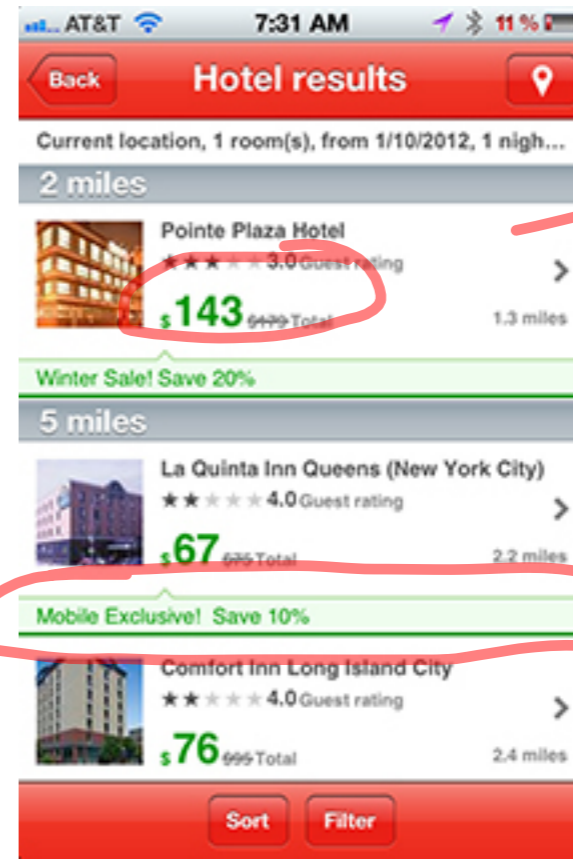 AT&T 7:31 AM 11 %
Back Hotel results
Current location, 1 room(s), from 1/10/2012, 1 nigh...
2 miles
Pointe Plaza Hotel
3.0 Guest rating
$143 $179 Total 1.3 miles
Winter Sale! Save 20%
5 miles
La Quinta Inn Queens (New York City)
4.0 Guest rating
$67 $75 Total 2.2 miles
Mobile Exclusive! Save 10%
Comfort Inn Long Island City
4.0 Guest rating
$76 $95 Total 2.4 miles
Sort Filter